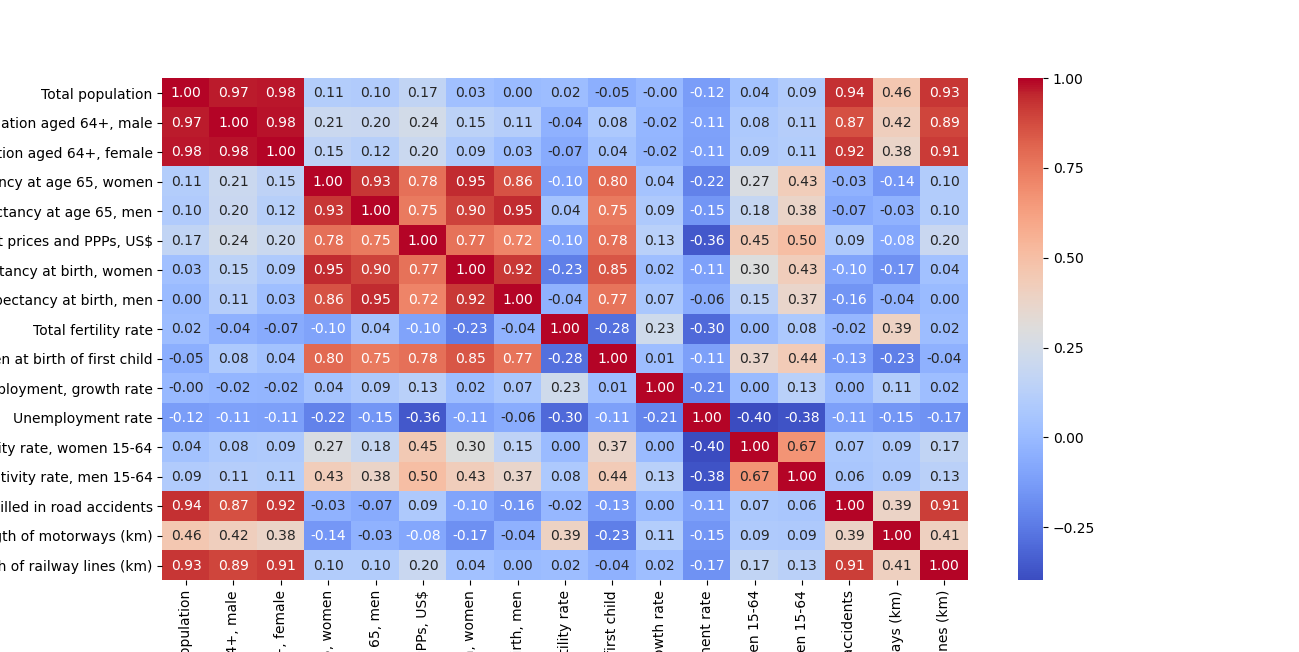 Total population 1.00 0.97 0.98 0.11 0.10 0.17 0.03 0.00 0.02 -0.05 -0.00 -0.12 0.04 0.09 0.94 0.46 0.93 1.00
ation aged 64+, male 0.97 1.00 0.98 0.21 0.20 0.24 0.15 0.11 -0.04 0.08 -0.02 -0.11 0.08 0.11 0.87 0.42 0.89
tion aged 64+, female 0.98 0.98 1.00 0.15 0.12 0.20 0.09 0.03 -0.07 0.04 -0.02 -0.11 0.09 0.11 0.92 0.38 0.91
0.75
ncy at age 65, women 0.11 0.21 0.15 1.00 0.93 0.78 0.95 0.86 -0.10 0.80 0.04 -0.22 0.27 0.43 -0.03 -0.14 0.10
ctancy at age 65, men 0.10 0.20 0.12 0.93 1.00 0.75 0.90 0.95 0.04 0.75 0.09 -0.15 0.18 0.38 -0.07 -0.03 0.10
t prices and PPPs, US$ 0.17 0.24 0.20 0.78 0.75 1.00 0.77 0.72 -0.10 0.78 0.13 -0.36 0.45 0.50 0.09 -0.08 0.20
0.50
tancy at birth, women 0.03 0.15 0.09 0.95 0.90 0.77 1.00 0.92 -0.23 0.85 0.02 -0.11 0.30 0.43 -0.10 -0.17 0.04
pectancy at birth, men 0.00 0.11 0.03 0.86 0.95 0.72 0.92 1.00 -0.04 0.77 0.07 -0.06 0.15 0.37 -0.16 -0.04 0.00
Total fertility rate 0.02 -0.04 -0.07 -0.10 0.04 -0.10 -0.23 -0.04 1.00 -0.28 0.23 -0.30 0.00 0.08 -0.02 0.39 0.02
0.25
n at birth of first child -0.05 0.08 0.04 0.80 0.75 0.78 0.85 0.77 -0.28 1.00 0.01 -0.11 0.37 0.44 -0.13 -0.23 -0.04
ployment, growth rate -0.00 -0.02 -0.02 0.04 0.09 0.13 0.02 0.07 0.23 0.01 1.00 -0.21 0.00 0.13 0.00 0.11 0.02
Unemployment rate -0.12 -0.11 -0.11 -0.22 -0.15 -0.36 -0.11 -0.06 -0.30 -0.11 -0.21 1.00 -0.40 -0.38 -0.11 -0.15 -0.17
0.00
ity rate, women 15-64 0.04 0.08 0.09 0.27 0.18 0.45 0.30 0.15 0.00 0.37 0.00 -0.40 1.00 0.67 0.07 0.09 0.17
tivity rate, men 15-64 0.09 0.11 0.11 0.43 0.38 0.50 0.43 0.37 0.08 0.44 0.13 -0.38 0.67 1.00 0.06 0.09 0.13
illed in road accidents 0.94 0.87 0.92 -0.03 -0.07 0.09 -0.10 -0.16 -0.02 -0.13 0.00 -0.11 0.07 0.06 1.00 0.39 0.91
−0.25
gth of motorways (km) 0.46 0.42 0.38 -0.14 -0.03 -0.08 -0.17 -0.04 0.39 -0.23 0.11 -0.15 0.09 0.09 0.39 1.00 0.41
h of railway lines (km) 0.93 0.89 0.91 0.10 0.10 0.20 0.04 0.00 0.02 -0.04 0.02 -0.17 0.17 0.13 0.91 0.41 1.00
opulation
4+, male
, female
, women
65, men
PPs, US$
, women
rth, men
tility rate
first child
owth rate
ment rate
en 15-64
en 15-64
accidents
ays (km)
nes (km)